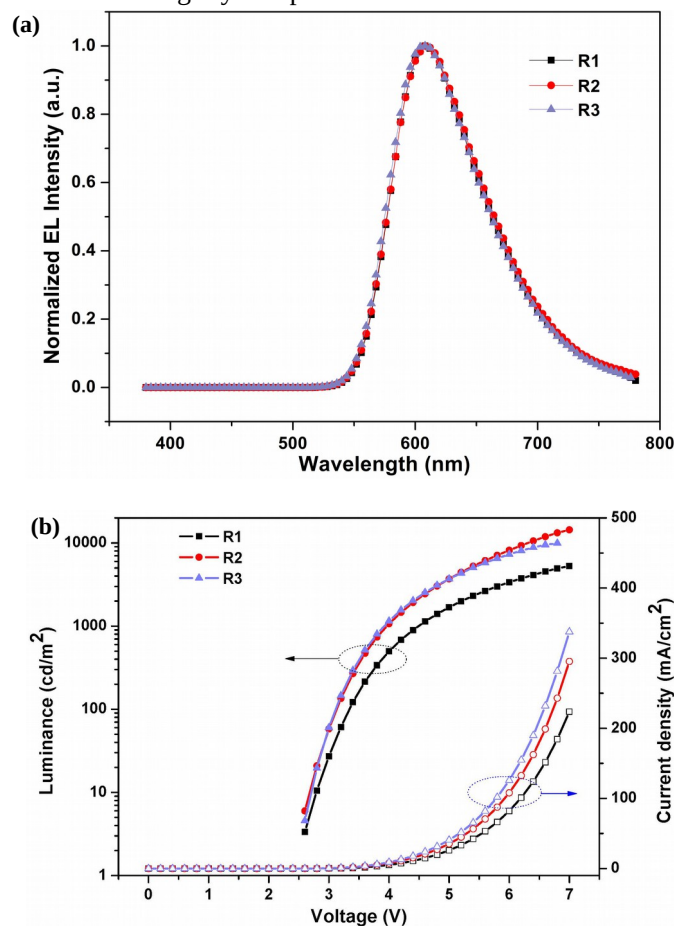 (a)
1.0
0.8
0.6
0.4
0.2
0.0
Normalized EL Intensity (a.u.)
R1
R2
R3
400 500 600 700 800
Wavelength (nm)
(b)
R1
R2
R3
10000
1000
100
10
1
Luminance (cd/m²)
500
400
300
200
100
0
Current density (mA/cm²)
0 1 2 3 4 5 6 7
Voltage (V)